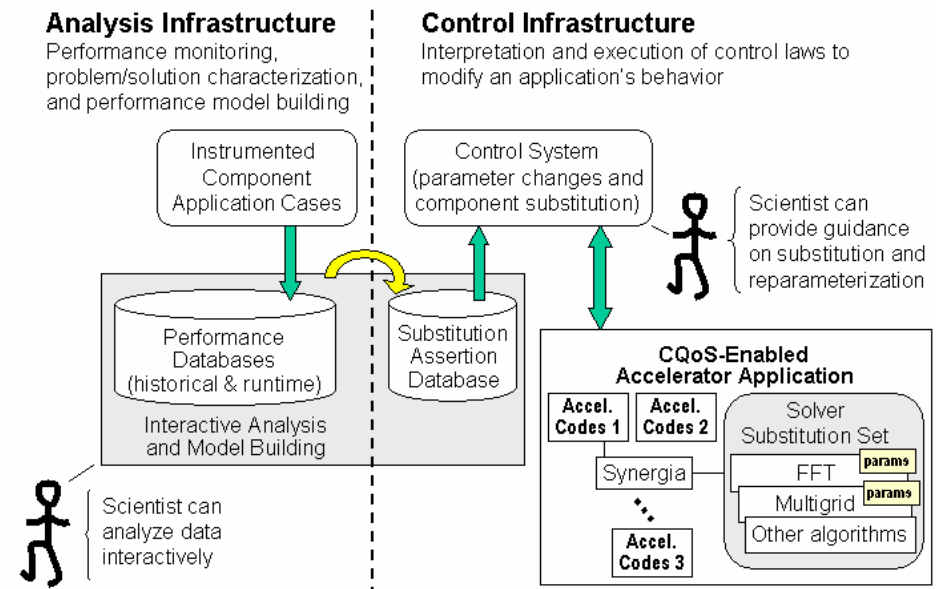 Analysis Infrastructure
Performance monitoring,
problem/solution characterization,
and performance model building
Control Infrastructure
Interpretation and execution of control laws to
modify an application's behavior
Instrumented
Component
Application Cases
Control System
(parameter changes and
component substitution)
Scientist can
provide guidance
on substitution and
reparameterization
Performance
Databases
(historical & runtime)
Substitution
Assertion
Database
Interactive Analysis
and Model Building
Scientist can
analyze data
interactively
CQoS-Enabled
Accelerator Application
Accel.
Codes 1
Accel.
Codes 2
Synergia
Accel.
Codes 3
Solver
Substitution Set
params
FFT
params
Multigrid
Other algorithms